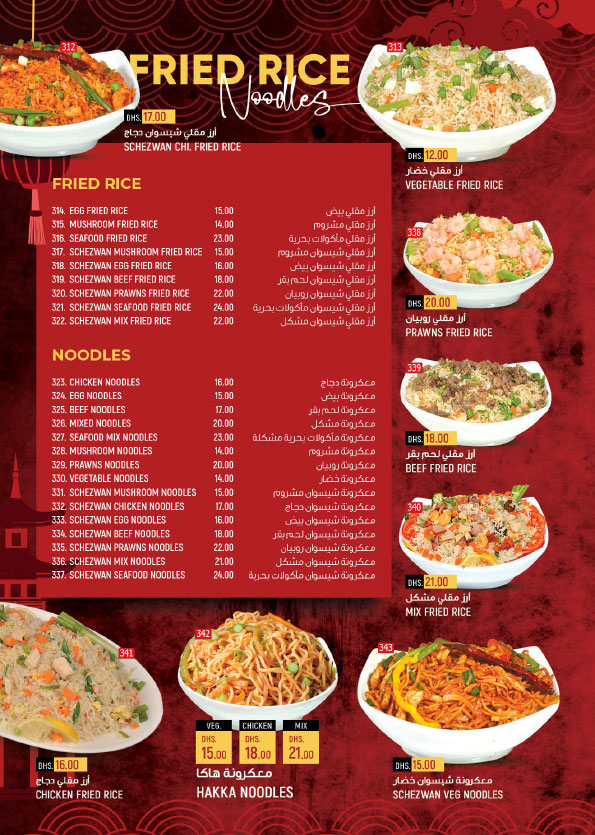 FRIED RICE
Noodles
312
DHS. 17.00
أرز مقلي شيسوان دجاج
SCHEZWAN CHI. FRIED RICE
313
DHS. 12.00
أرز مقلي خضار
VEGETABLE FRIED RICE
FRIED RICE
314. EGG FRIED RICE 15.00 أرز مقلي بيض
315. MUSHROOM FRIED RICE 14.00 أرز مقلي مشروم
316. SEAFOOD FRIED RICE 23.00 أرز مقلي مأكولات بحرية
317. SCHEZWAN MUSHROOM FRIED RICE 15.00 أرز مقلي شيسوان مشروم
318. SCHEZWAN EGG FRIED RICE 16.00 أرز مقلي شيسوان بيض
319. SCHEZWAN BEEF FRIED RICE 18.00 أرز مقلي شيسوان بقر
320. SCHEZWAN PRAWNS FRIED RICE 22.00 أرز مقلي شيسوان روبيان
321. SCHEZWAN SEAFOOD FRIED RICE 24.00 أرز مقلي شيسوان مأكولات بحرية
322. SCHEZWAN MIX FRIED RICE 22.00 أرز مقلي شيسوان مشكل
NOODLES
323. CHICKEN NOODLES 16.00 معكرونة دجاج
324. EGG NOODLES 15.00 معكرونة بيض
325. BEEF NOODLES 17.00 معكرونة لحم بقر
326. MIXED NOODLES 20.00 معكرونة مشكل
327. SEAFOOD MIX NOODLES 23.00 معكرونة مأكولات بحرية مشكلة
328. MUSHROOM NOODLES 14.00 معكرونة مشروم
329. PRAWNS NOODLES 20.00 معكرونة روبيان
330. VEGETABLE NOODLES 14.00 معكرونة خضار
331. SCHEZWAN MUSHROOM NOODLES 15.00 معكرونة شيسوان مشروم
332. SCHEZWAN CHICKEN NOODLES 17.00 معكرونة شيسوان دجاج
333. SCHEZWAN EGG NOODLES 16.00 معكرونة شيسوان بيض
334. SCHEZWAN BEEF NOODLES 18.00 معكرونة شيسوان لحم بقر
335. SCHEZWAN PRAWNS NOODLES 22.00 معكرونة شيسوان روبيان
336. SCHEZWAN MIX NOODLES 21.00 معكرونة شيسوان مشكل
337. SCHEZWAN SEAFOOD NOODLES 24.00 معكرونة شيسوان مأكولات بحرية
338
DHS. 20.00
أرز مقلي روبيان
PRAWNS FRIED RICE
339
DHS. 18.00
أرز مقلي لحم بقر
BEEF FRIED RICE
340
DHS. 21.00
أرز مقلي مشكل
MIX FRIED RICE
341
DHS. 16.00
أرز مقلي دجاج
CHICKEN FRIED RICE
342
VEG. CHICKEN MIX
DHS. DHS. DHS.
15.00 18.00 21.00
معكرونة هاكا
HAKKA NOODLES
343
DHS. 15.00
معكرونة شيسوان خضار
SCHEZWAN VEG NOODLES